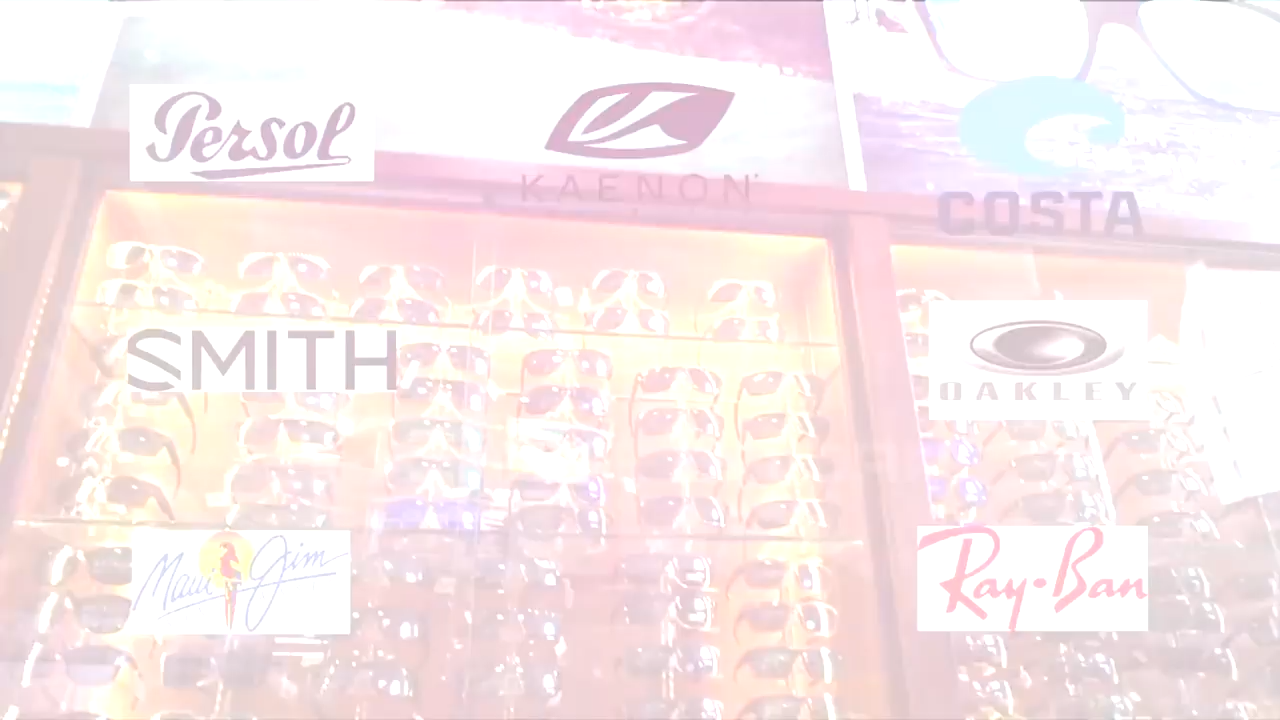 Persol
KAENON
COSTA
SMITH
OAKLEY
Maui Jim
Ray-Ban